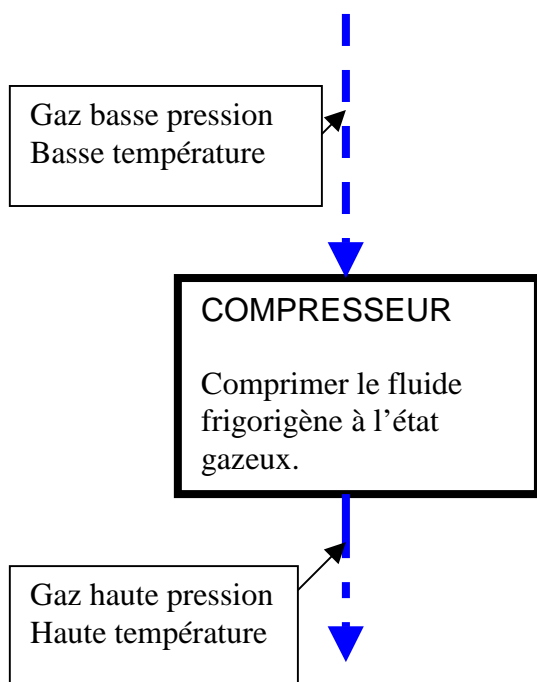 Gaz basse pression
Basse température
COMPRESSEUR
Comprimer le fluide
frigorigène à l’état
gazeux.
Gaz haute pression
Haute température